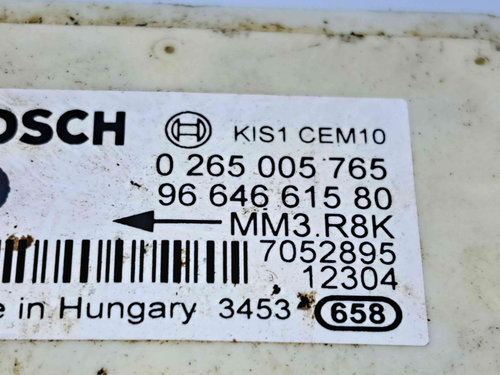 OSCH KIS1 CEM10
0 265 005 765
96 646 615 80
MM3.R8K
7052895
12304
e in Hungary 3453 658